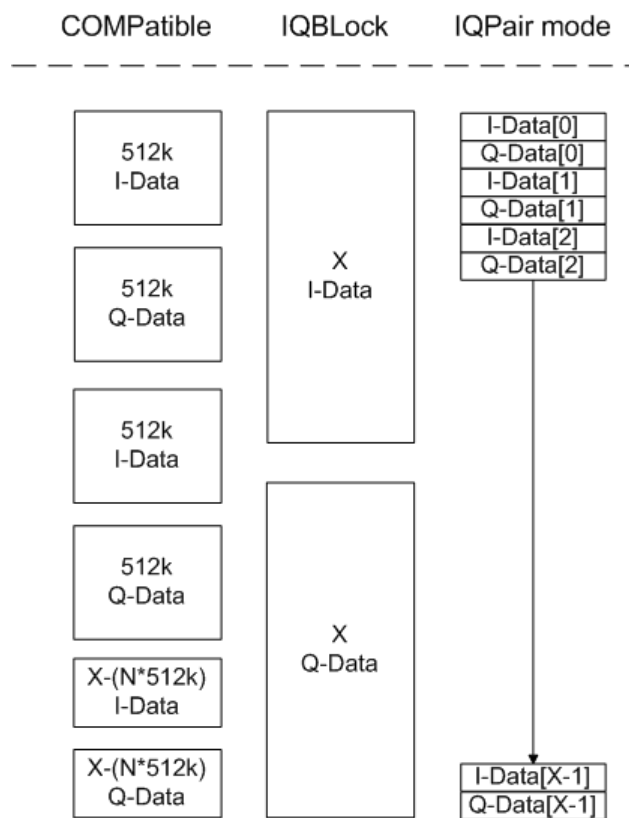 COMPatible
IQBLock
IQPair mode
512k
I-Data
512k
Q-Data
512k
I-Data
512k
Q-Data
X-(N*512k)
I-Data
X-(N*512k)
Q-Data
X
I-Data
X
Q-Data
I-Data[0]
Q-Data[0]
I-Data[1]
Q-Data[1]
I-Data[2]
Q-Data[2]
I-Data[X-1]
Q-Data[X-1]